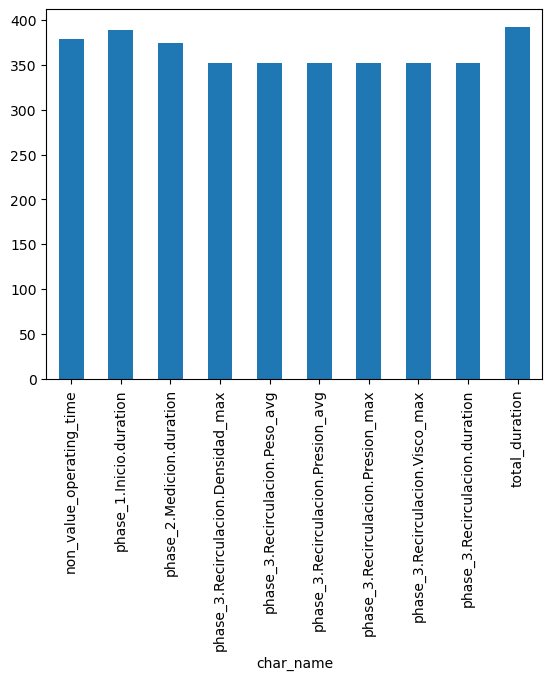 400
350
300
250
200
150
100
50
0
non_value_operating_time
phase_1.Inicio.duration
phase_2.Medicion.duration
phase_3.Recirculacion.Densidad_max
phase_3.Recirculacion.Peso_avg
phase_3.Recirculacion.Presion_avg
phase_3.Recirculacion.Presion_max
phase_3.Recirculacion.Visco_max
phase_3.Recirculacion.duration
total_duration
char_name